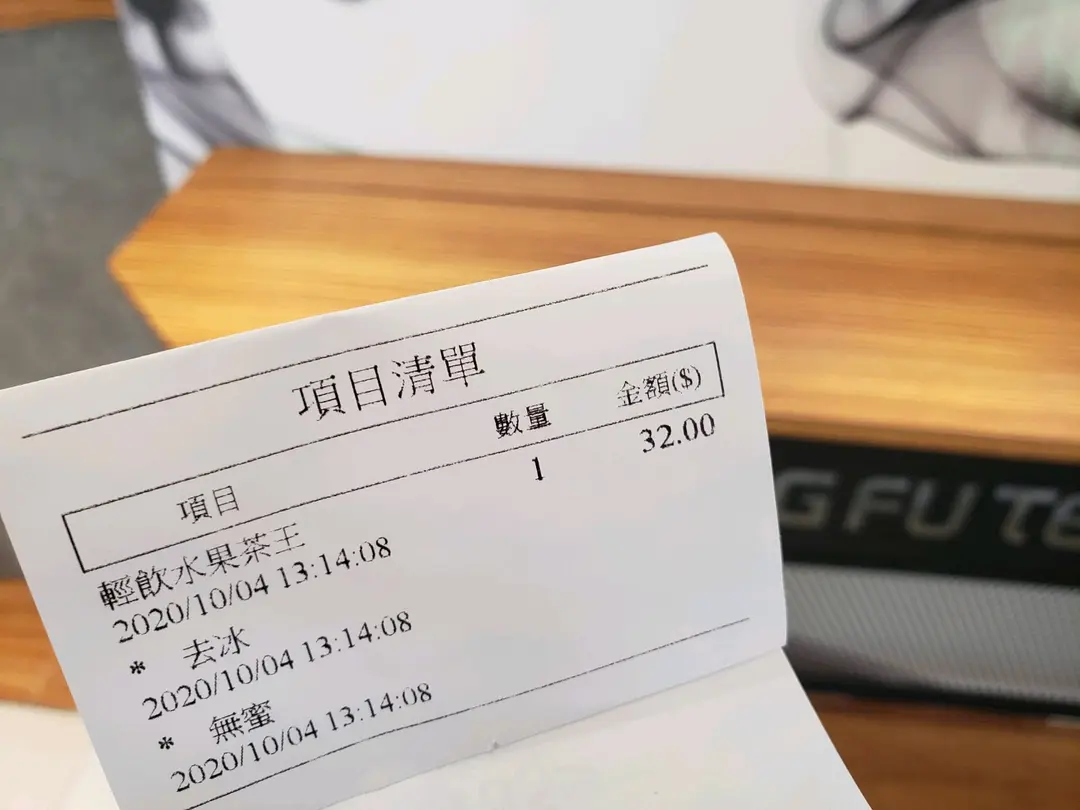 項目清單
項目 數量 金額($)
輕飲水果茶王 1 32.00
2020/10/04 13:14:08
* 去冰
2020/10/04 13:14:08
* 無蜜
2020/10/04 13:14:08
G FU TE